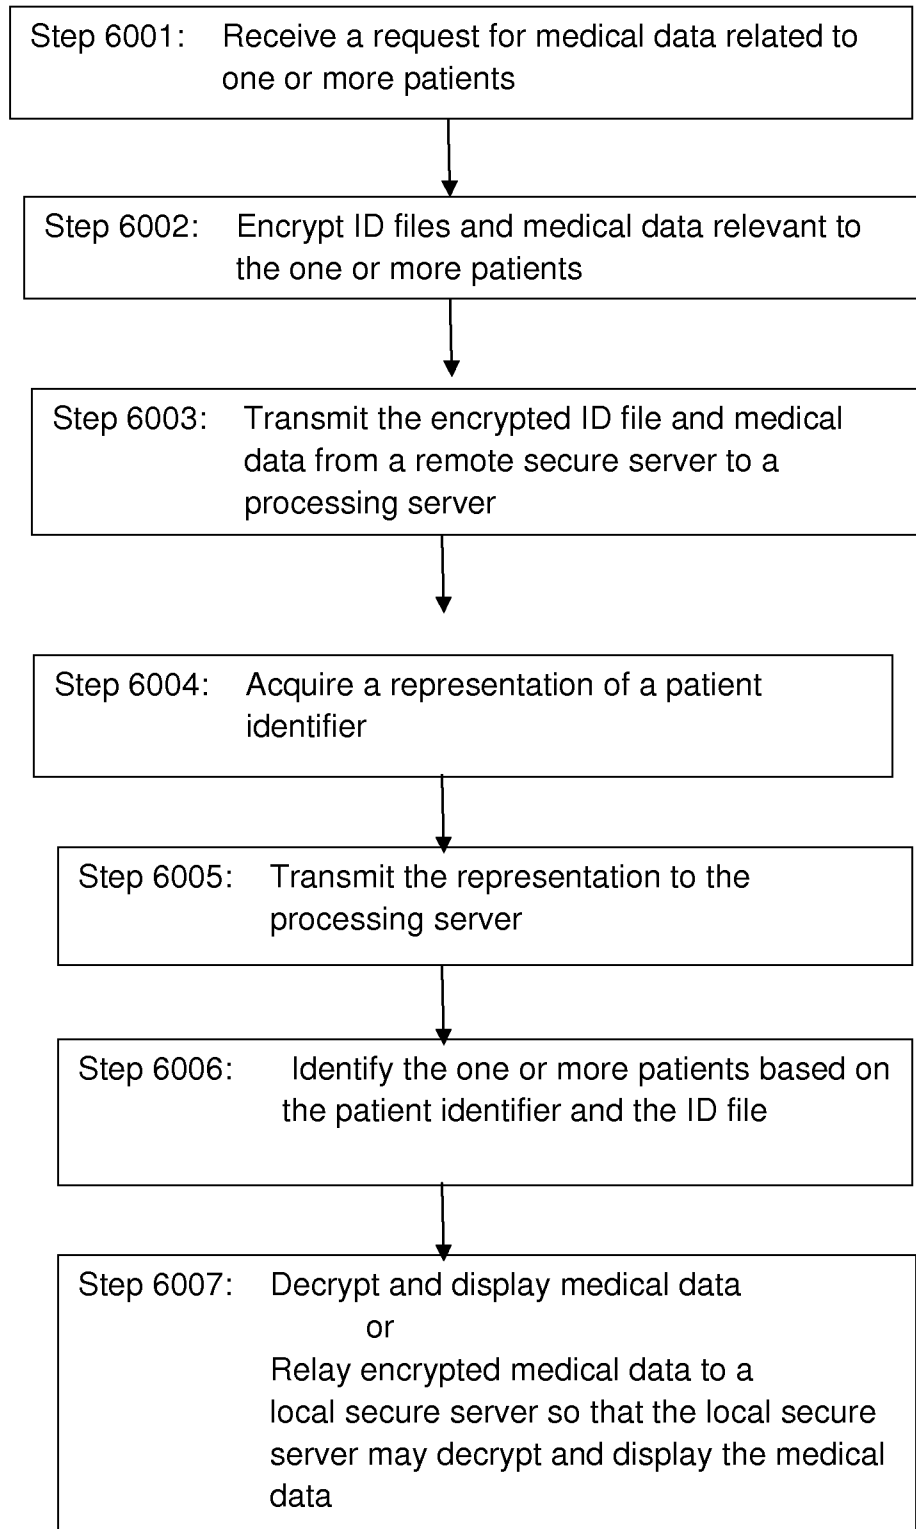 Step 6001: Receive a request for medical data related to
one or more patients
Step 6002: Encrypt ID files and medical data relevant to
the one or more patients
Step 6003: Transmit the encrypted ID file and medical
data from a remote secure server to a
processing server
Step 6004: Acquire a representation of a patient
identifier
Step 6005: Transmit the representation to the
processing server
Step 6006: Identify the one or more patients based on
the patient identifier and the ID file
Step 6007: Decrypt and display medical data
or
Relay encrypted medical data to a
local secure server so that the local secure
server may decrypt and display the medical
data